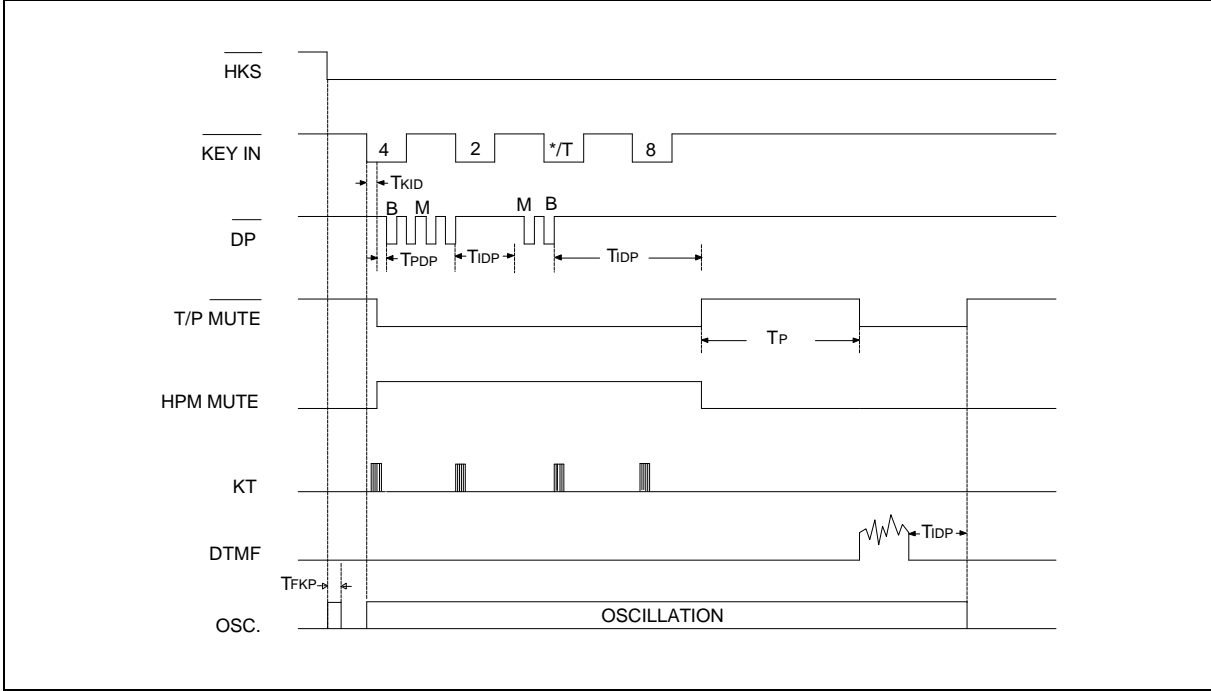 HKS
KEY IN
4 2 */T 8
TKID
B M M B
DP
TPDP TIDP TIDP
T/P MUTE
TP
HPM MUTE
KT
DTMF
TIDP
TFKP
OSC.
OSCILLATION